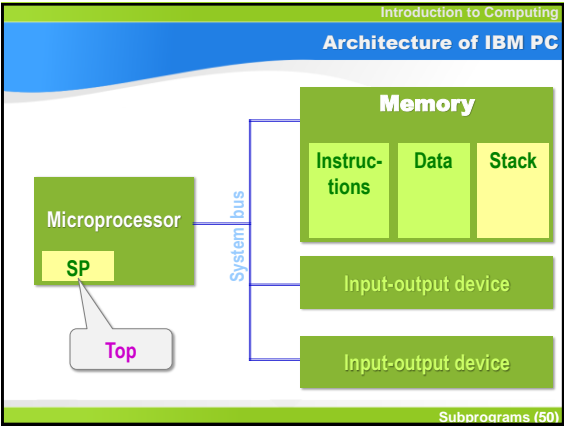 Introduction to Computing
Architecture of IBM PC
Memory
Instruc-
tions
Data
Stack
Microprocessor
SP
System bus
Top
Input-output device
Input-output device
Subprograms (50)